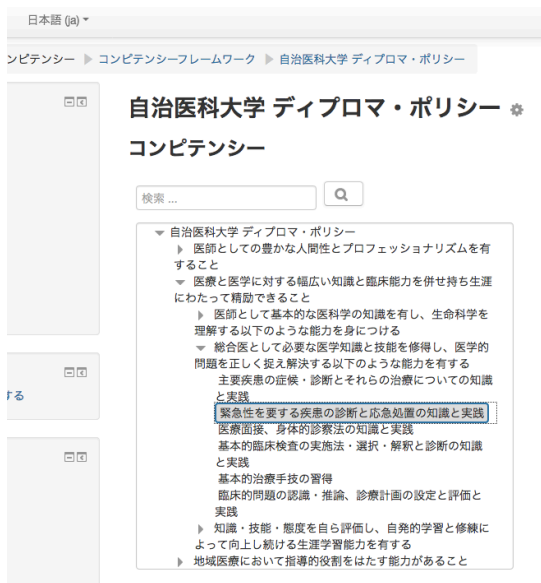 日本語 (ja)
ンピテンシー ▶ コンピテンシーフレームワーク ▶ 自治医科大学 ディプロマ・ポリシー
自治医科大学 ディプロマ・ポリシー
コンピテンシー
検索 ...
自治医科大学 ディプロマ・ポリシー
医師としての豊かな人間性とプロフェッショナリズムを有
すること
医療と医学に対する幅広い知識と臨床能力を併せ持ち生涯
にわたって精励できること
医師として基本的な医科学の知識を有し、生命科学を
理解する以下のような能力を身につける
総合医として必要な医学知識と技能を修得し、医学的
問題を正しく捉え解決する以下のような能力を有する
主要疾患の症候・診断とそれらの治療についての知識
と実践
緊急性を要する疾患の診断と応急処置の知識と実践
医療面接、身体的診察法の知識と実践
基本的臨床検査の実施法・選択・解釈と診断の知識
と実践
基本的治療手技の習得
臨床的問題の認識・推論、診療計画の設定と評価と
実践
知識・技能・態度を自ら評価し、自発的学習と修練に
よって向上し続ける生涯学習能力を有する
地域医療において指導的役割をはたす能力があること
する